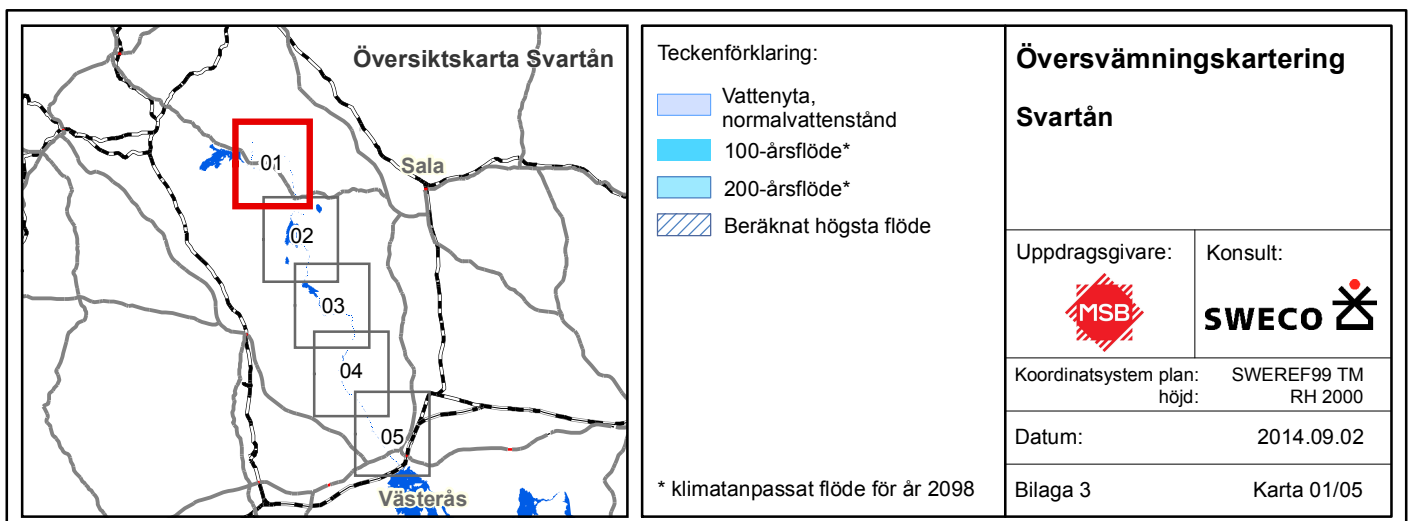 Översiktskarta Svartån
01
Sala
02
03
04
05
Västerås
Teckenförklaring:
Vattenyta,
normalvattenstånd
100-årsflöde*
200-årsflöde*
Beräknat högsta flöde
* klimatanpassat flöde för år 2098
Översvämningskartering
Svartån
Uppdragsgivare:
MSB
Konsult:
SWECO
Koordinatsystem plan: SWEREF99 TM
höjd: RH 2000
Datum: 2014.09.02
Bilaga 3 Karta 01/05